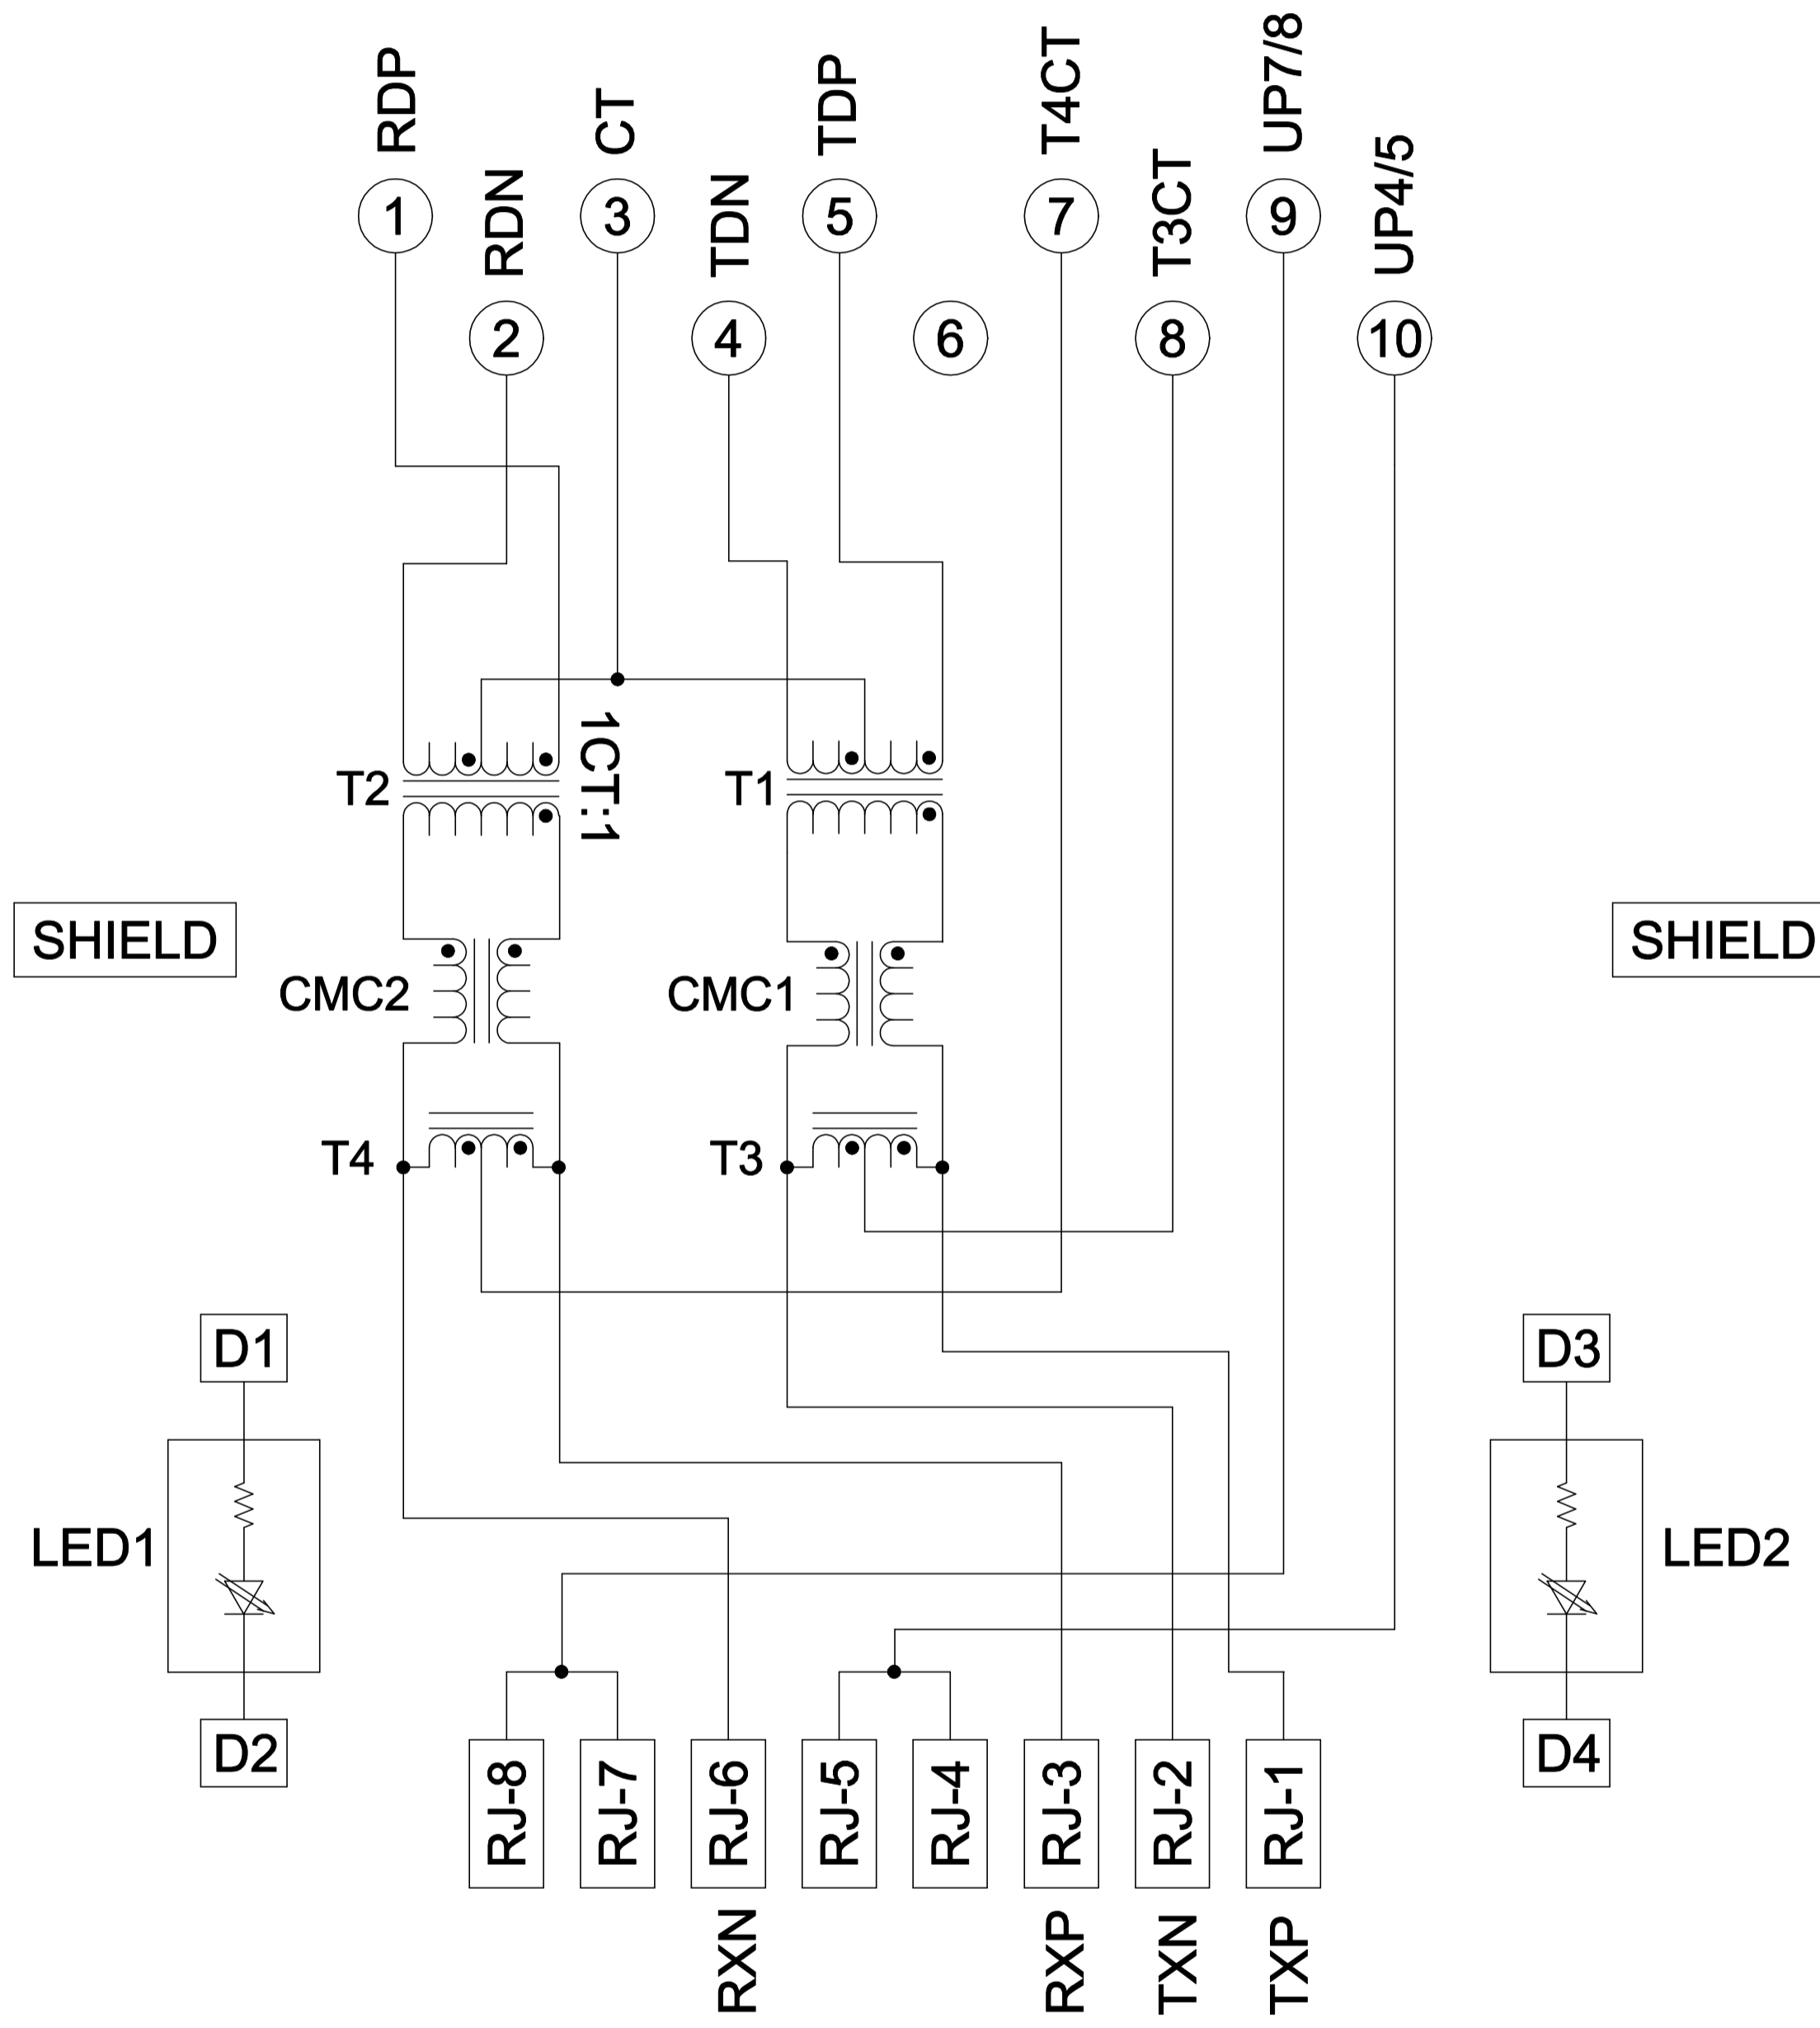 RDP
CT
TDP
T4CT
UP7/8
1
RDN
3
TDN
5
7
T3CT
9
UP4/5
2
4
6
8
10
1CT:1
T2
T1
SHIELD
SHIELD
CMC2
CMC1
T4
T3
D1
D3
LED1
LED2
D2
D4
RJ-8
RJ-7
RJ-6
RJ-5
RJ-4
RJ-3
RJ-2
RJ-1
RXN
RXP
TXN
TXP